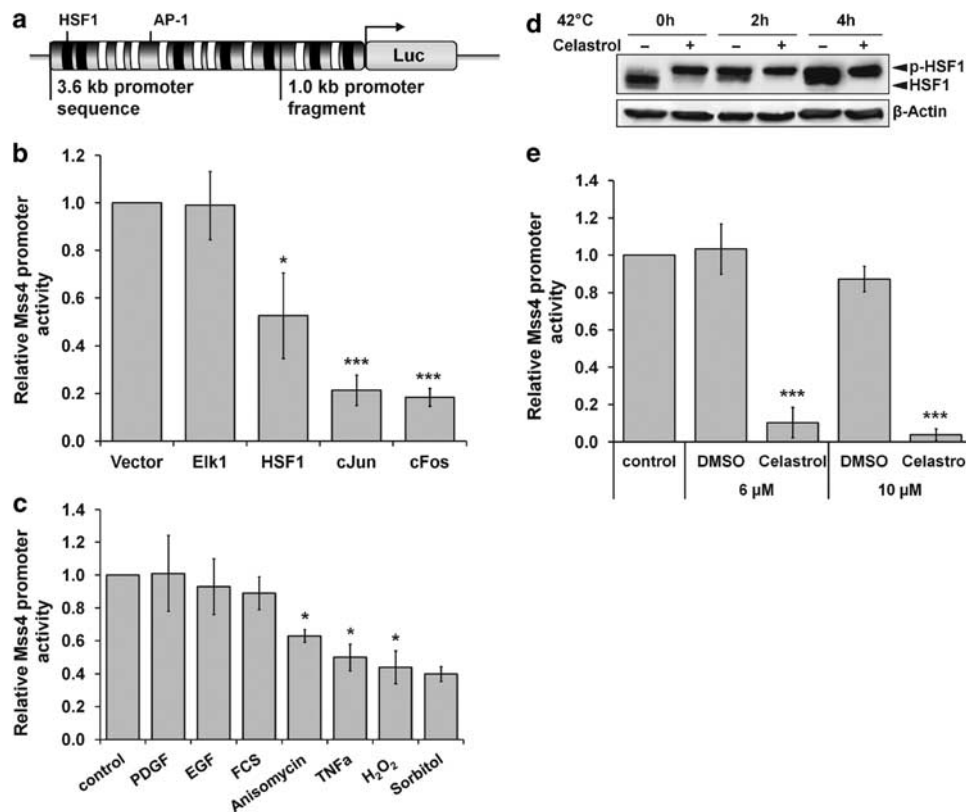 a
HSF1 AP-1
Luc
3.6 kb promoter sequence
1.0 kb promoter fragment
b
Relative Mss4 promoter activity
1.2
1.0
0.8
0.6
0.4
0.2
0.0
* *** ***
Vector Elk1 HSF1 cJun cFos
c
Relative Mss4 promoter activity
1.4
1.2
1.0
0.8
0.6
0.4
0.2
0.0
* * *
control PDGF EGF FCS Anisomycin TNFa H₂O₂ Sorbitol
d
42°C 0h 2h 4h
Celastrol – + – + – +
p-HSF1
HSF1
β-Actin
e
Relative Mss4 promoter activity
1.4
1.2
1.0
0.8
0.6
0.4
0.2
0.0
*** ***
control DMSO Celastrol DMSO Celastro
6 µM 10 µM